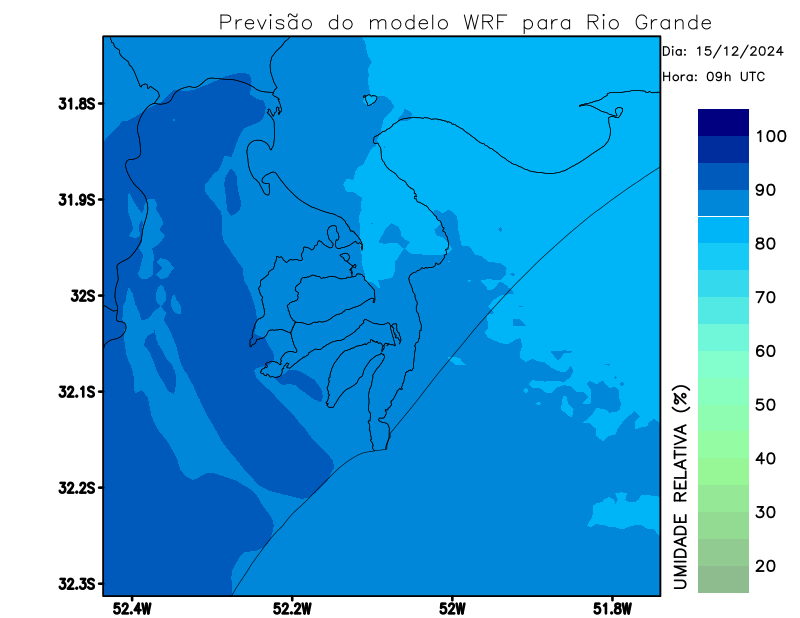 Previsão do modelo WRF para Rio Grande
Dia: 15/12/2024
Hora: 09h UTC
31.8S
31.9S
32S
32.1S
32.2S
32.3S
52.4W
52.2W
52W
51.8W
UMIDADE RELATIVA (%)
100
90
80
70
60
50
40
30
20